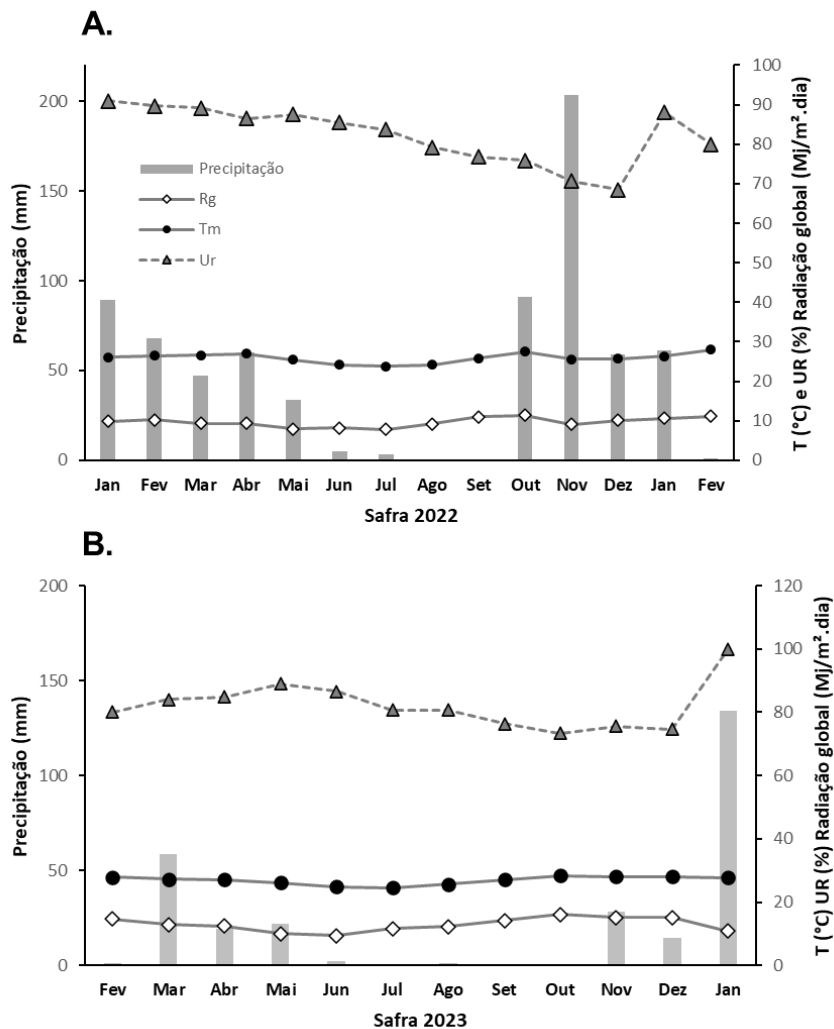 A.
Precipitação (mm)
200
150
100
50
0
Precipitação
Rg
Tm
Ur
100
90
80
70
60
50
40
30
20
10
0
T (°C) e UR (%) Radiação global (Mj/m².dia)
Jan Fev Mar Abr Mai Jun Jul Ago Set Out Nov Dez Jan Fev
Safra 2022
B.
Precipitação (mm)
200
150
100
50
0
120
100
80
60
40
20
0
T (°C) UR (%) Radiação global (Mj/m².dia)
Fev Mar Abr Mai Jun Jul Ago Set Out Nov Dez Jan
Safra 2023